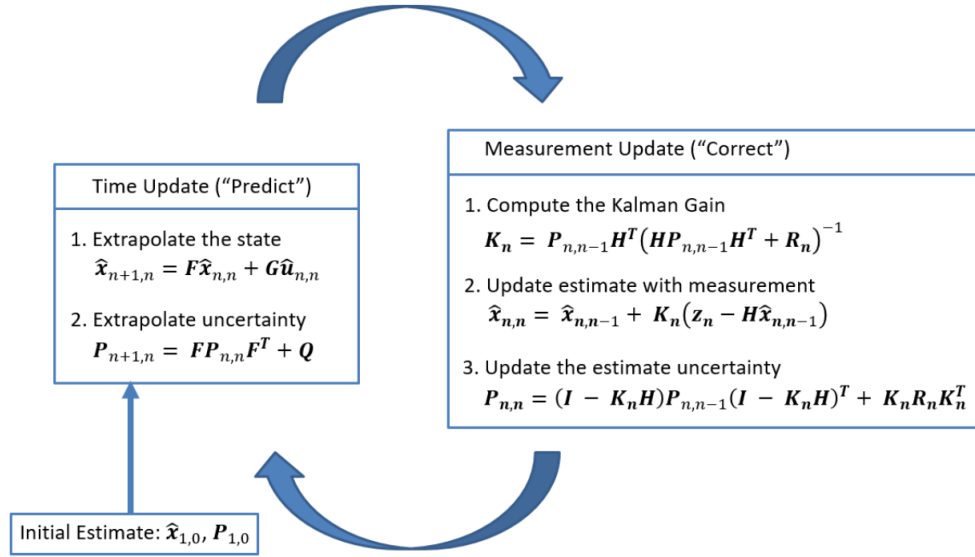 Time Update (“Predict”)
1. Extrapolate the state
x̂ₙ₊₁,ₙ = Fx̂ₙ,ₙ + Gûₙ,ₙ
2. Extrapolate uncertainty
Pₙ₊₁,ₙ = FPₙ,ₙFᵀ + Q
Measurement Update (“Correct”)
1. Compute the Kalman Gain
Kₙ = Pₙ,ₙ₋₁Hᵀ(HPₙ,ₙ₋₁Hᵀ + Rₙ)⁻¹
2. Update estimate with measurement
x̂ₙ,ₙ = x̂ₙ,ₙ₋₁ + Kₙ(zₙ − Hx̂ₙ,ₙ₋₁)
3. Update the estimate uncertainty
Pₙ,ₙ = (I − KₙH)Pₙ,ₙ₋₁(I − KₙH)ᵀ + KₙRₙKₙᵀ
Initial Estimate: x̂₁,₀, P₁,₀